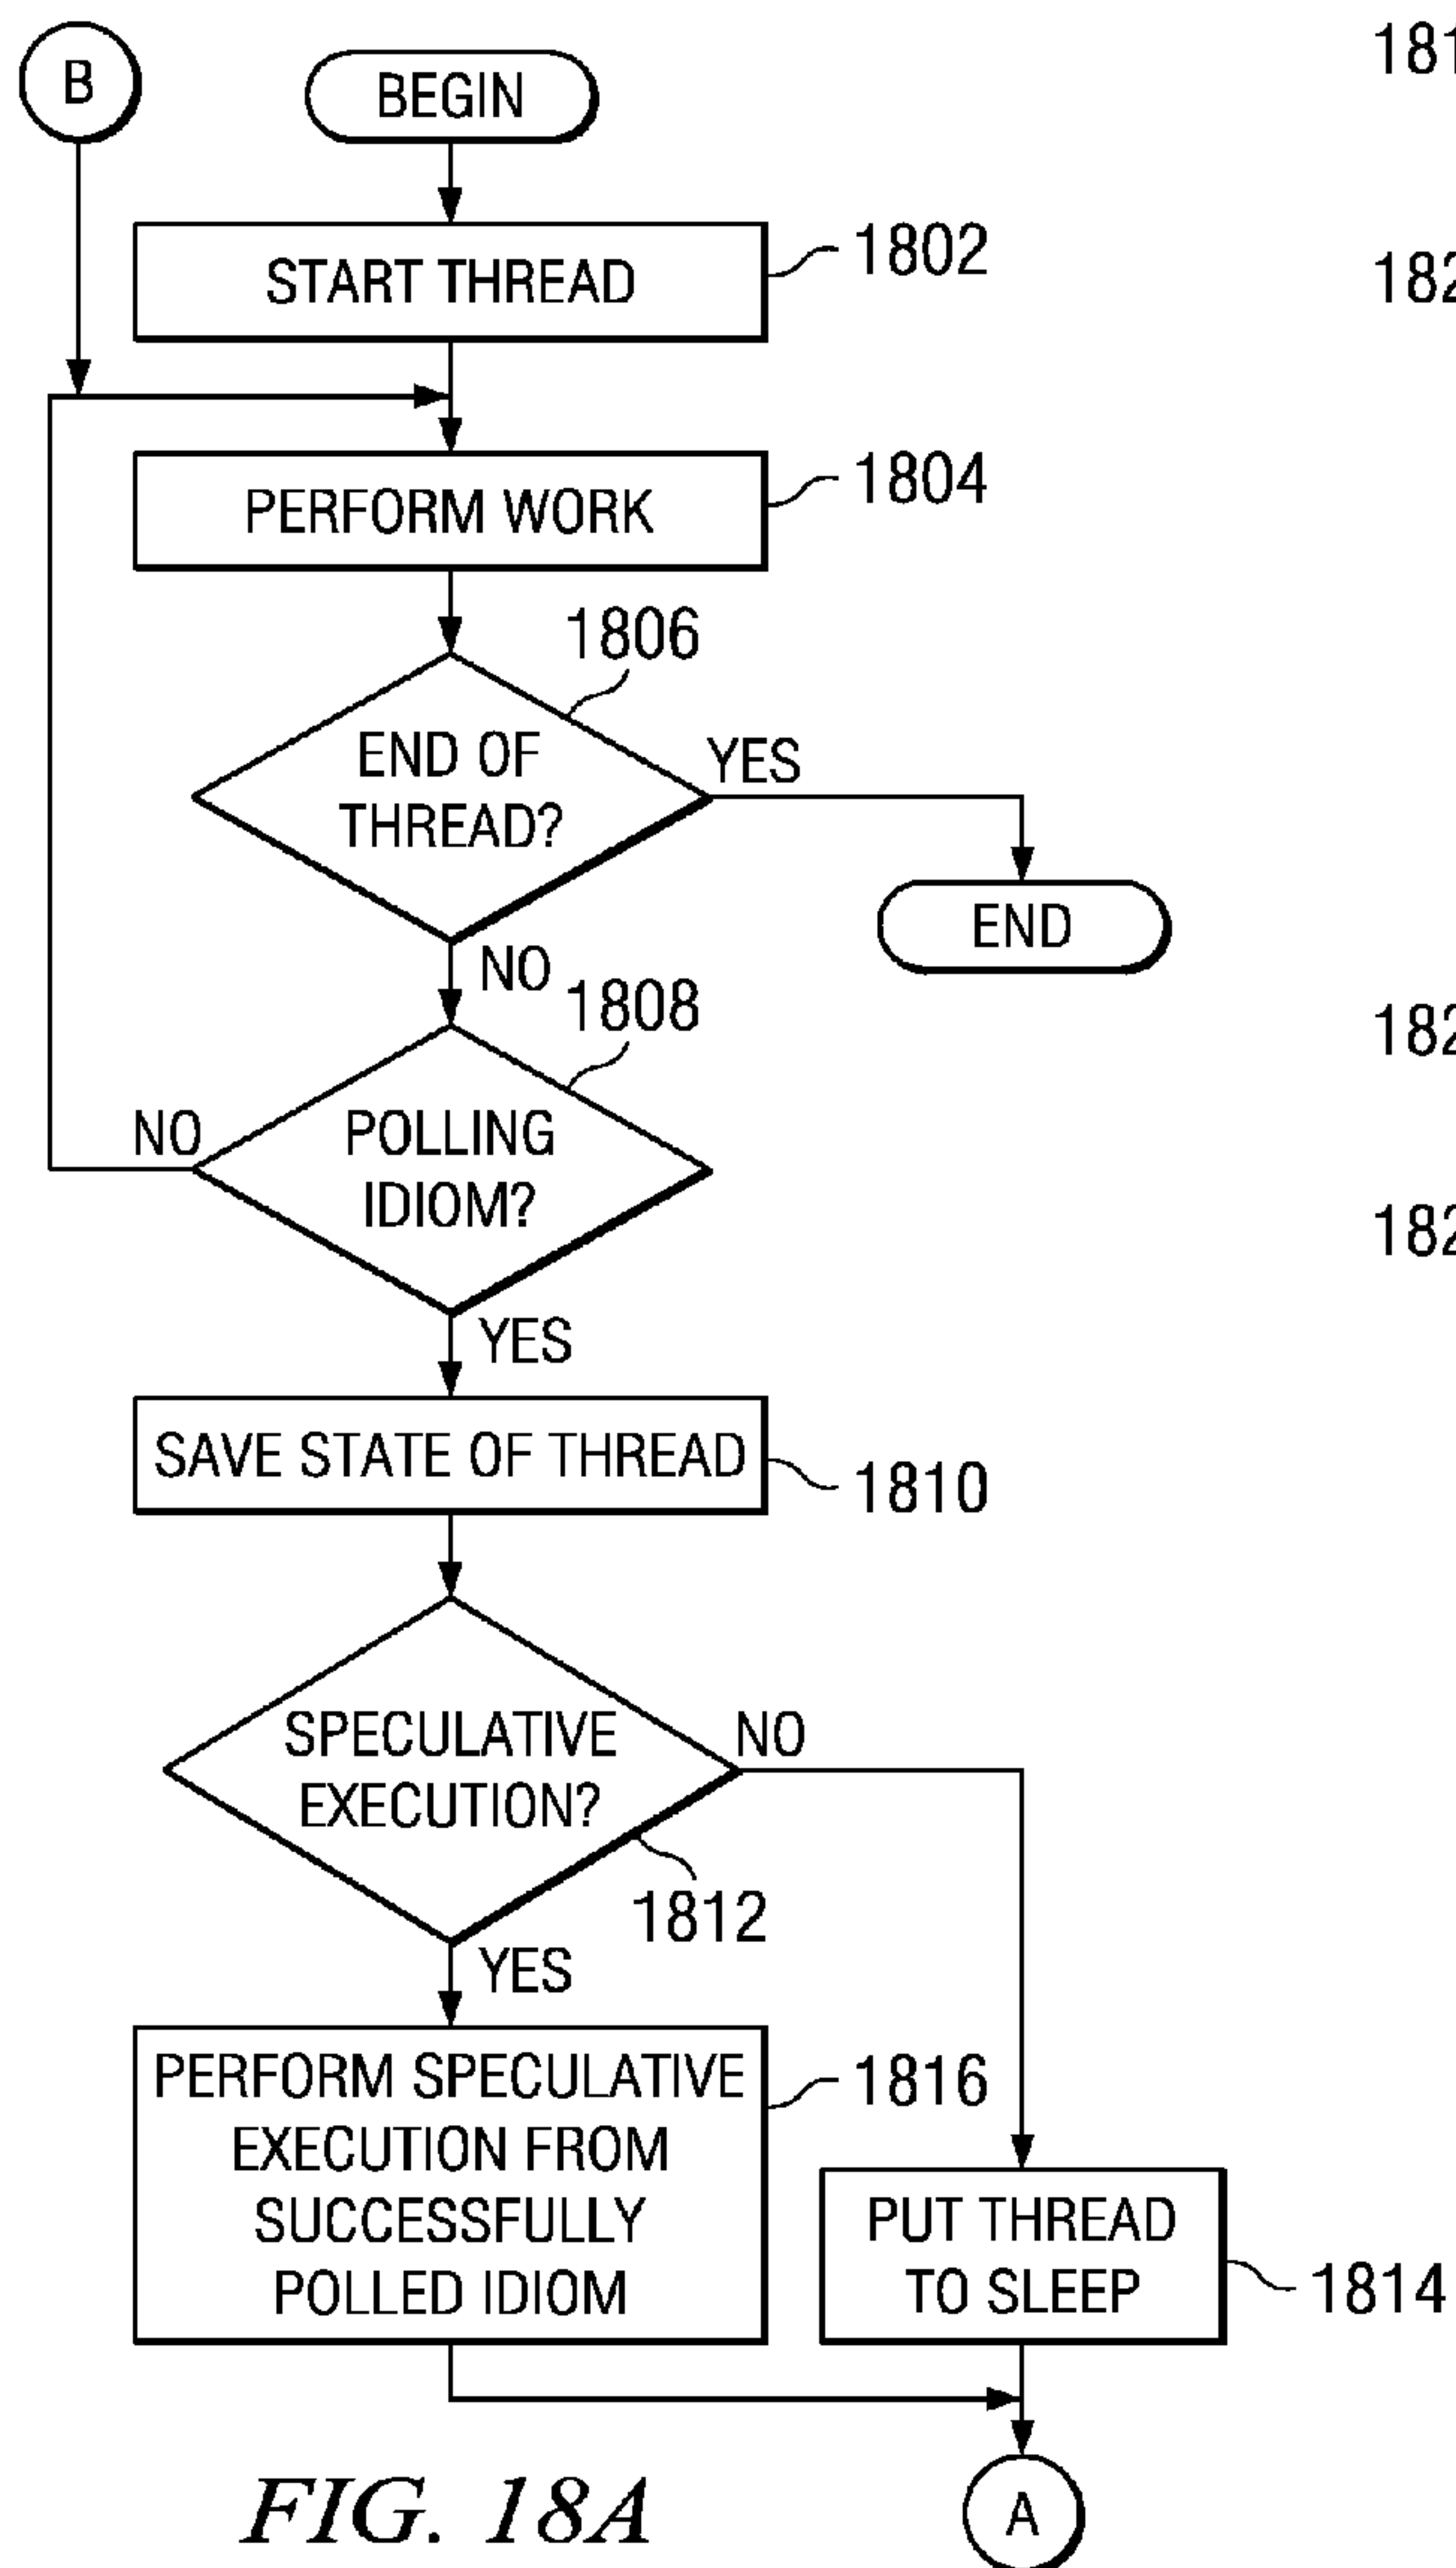 B
BEGIN
START THREAD
1802
PERFORM WORK
1804
1806
END OF
THREAD?
YES
END
NO
1808
NO
POLLING
IDIOM?
YES
SAVE STATE OF THREAD
1810
SPECULATIVE
EXECUTION?
NO
1812
YES
PERFORM SPECULATIVE
EXECUTION FROM
SUCCESSFULLY
POLLED IDIOM
1816
PUT THREAD
TO SLEEP
1814
A
FIG. 18A